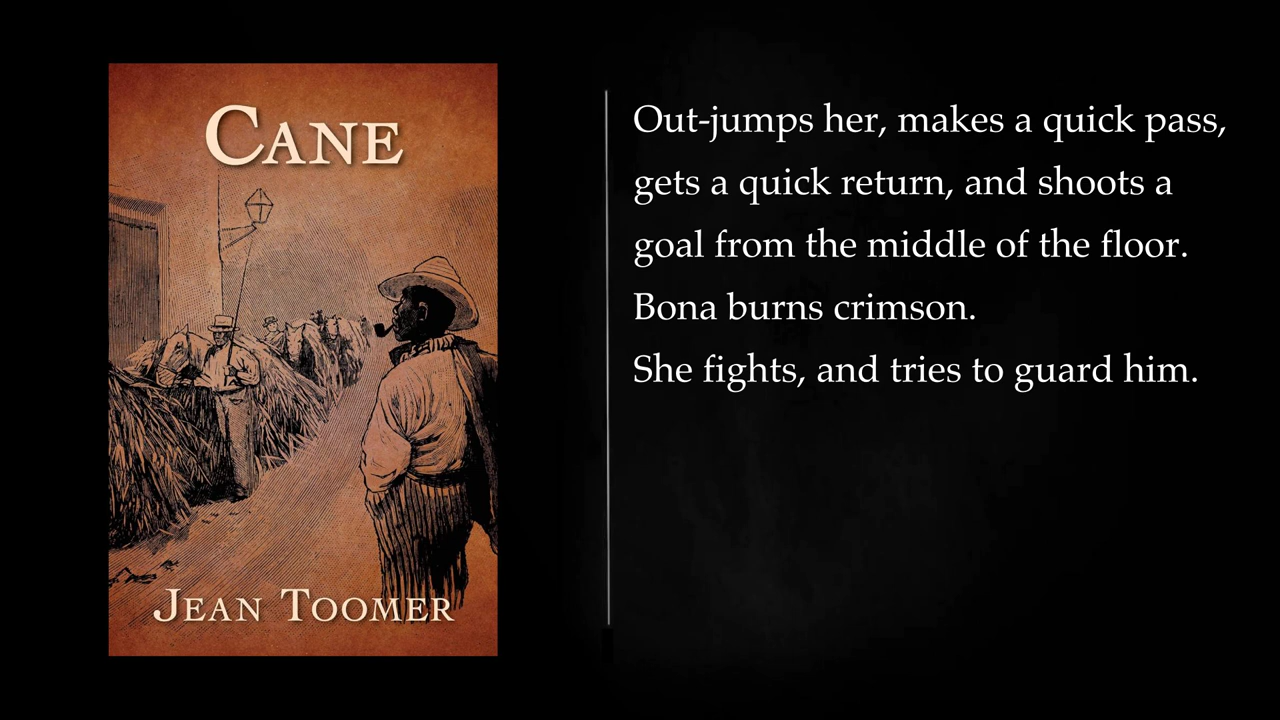 CANE
JEAN TOOMER
Out-jumps her, makes a quick pass,
gets a quick return, and shoots a
goal from the middle of the floor.
Bona burns crimson.
She fights, and tries to guard him.